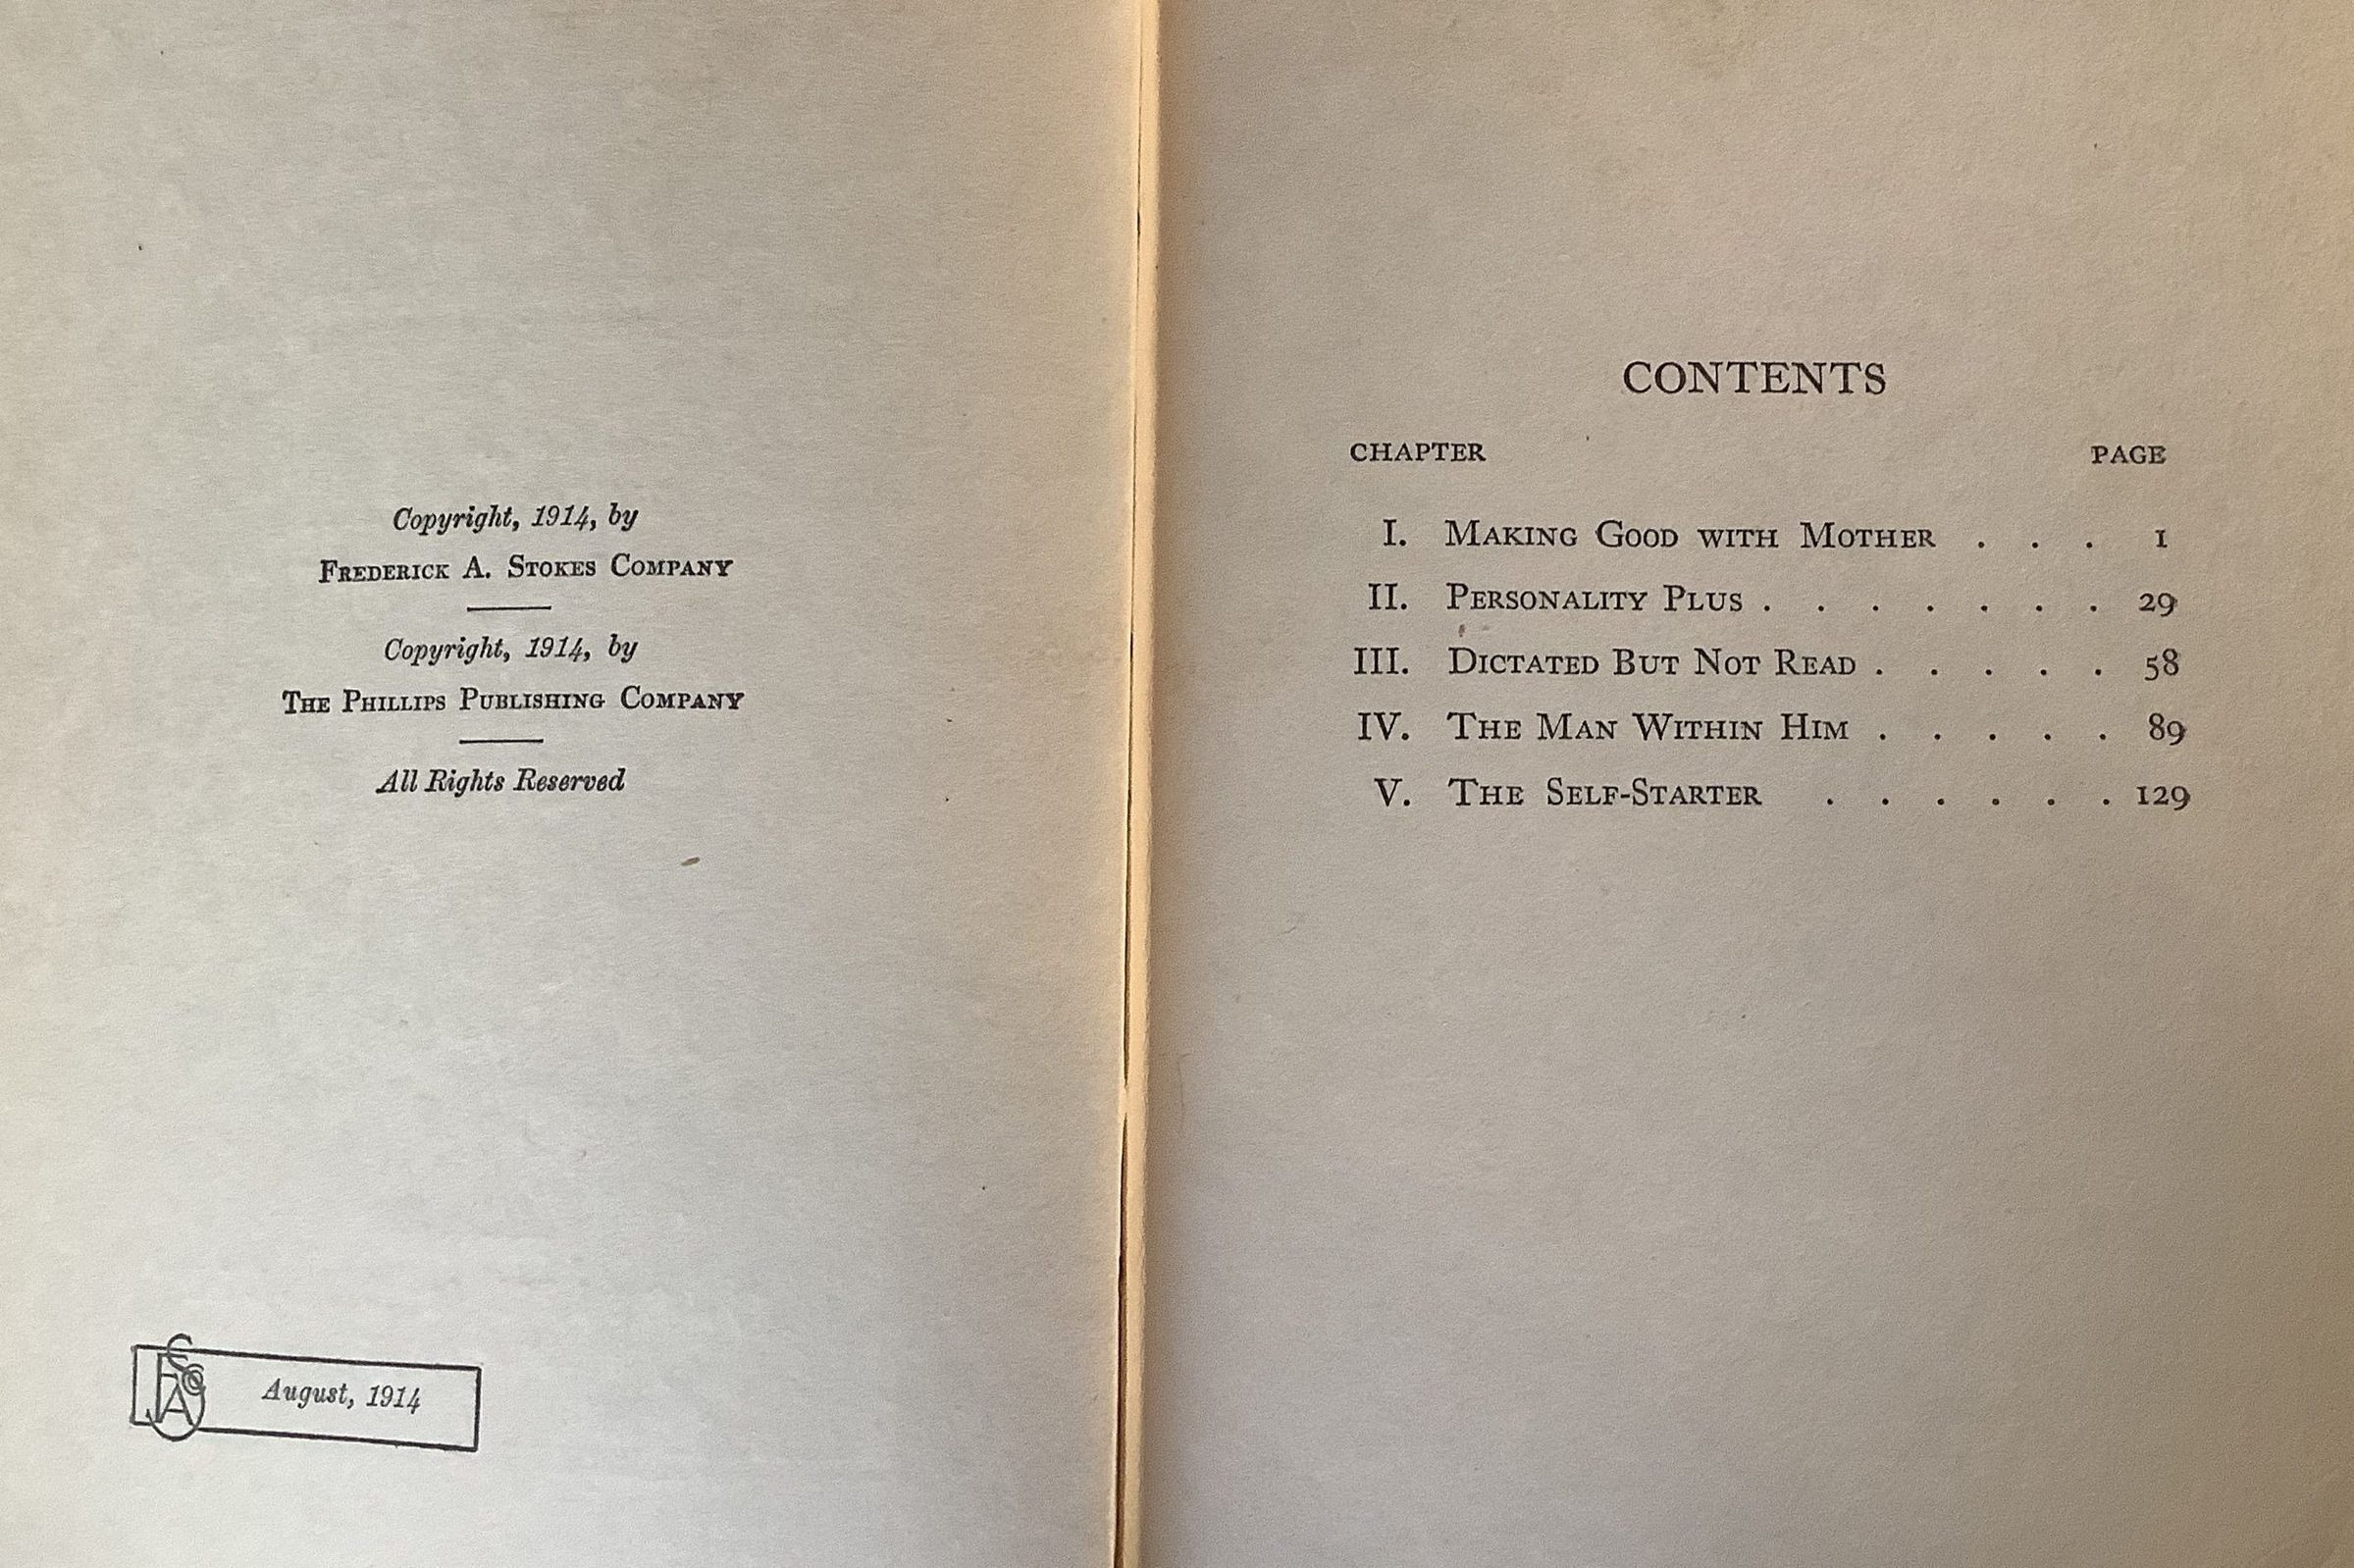 Copyright, 1914, by
FREDERICK A. STOKES COMPANY
Copyright, 1914, by
THE PHILLIPS PUBLISHING COMPANY
All Rights Reserved
August, 1914
CONTENTS
CHAPTER PAGE
I. MAKING GOOD WITH MOTHER . . . 1
II. PERSONALITY PLUS . . . . . . . 29
III. DICTATED BUT NOT READ . . . . . 58
IV. THE MAN WITHIN HIM . . . . . 89
V. THE SELF-STARTER . . . . . . 129